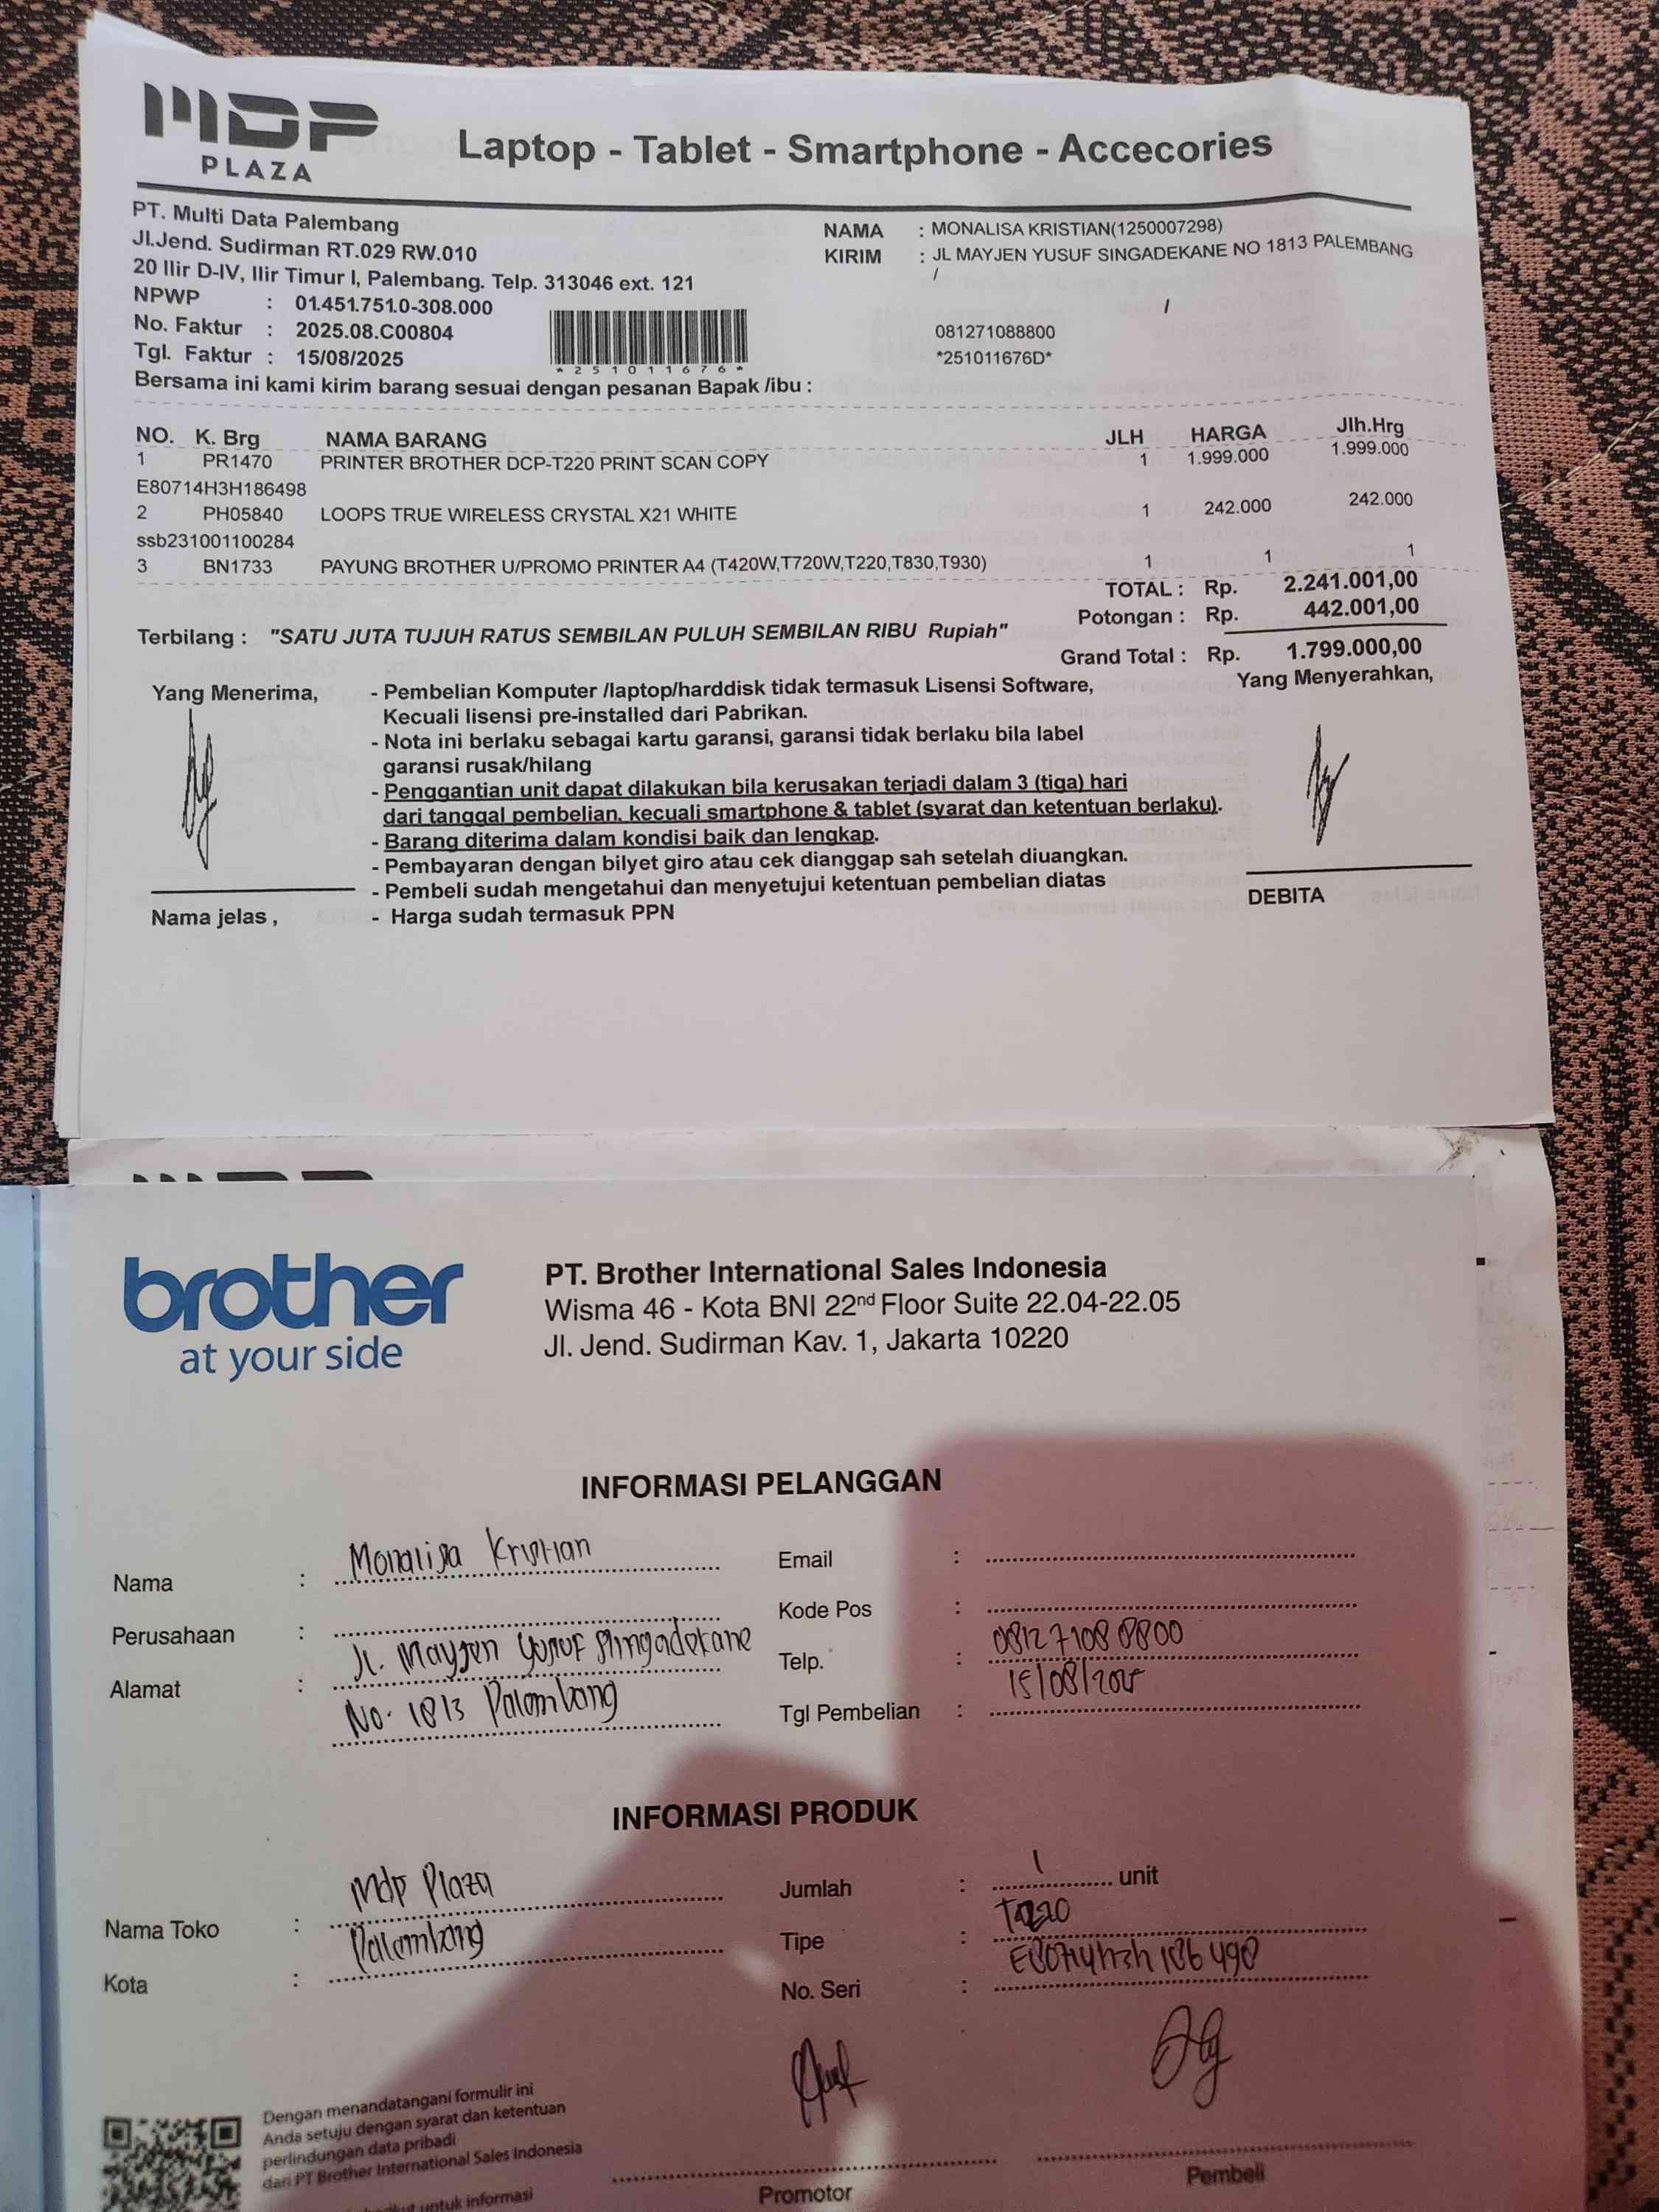 MDP
PLAZA
Laptop - Tablet - Smartphone - Accecories
PT. Multi Data Palembang
Jl.Jend. Sudirman RT.029 RW.010
20 Ilir D-IV, Ilir Timur I, Palembang. Telp. 313046 ext. 121
NPWP : 01.451.751.0-308.000
No. Faktur : 2025.08.C00804
Tgl. Faktur : 15/08/2025
*251011676*
NAMA : MONALISA KRISTIAN(1250007298)
KIRIM : JL MAYJEN YUSUF SINGADEKANE NO 1813 PALEMBANG
/
/
081271088800
*251011676D*
Bersama ini kami kirim barang sesuai dengan pesanan Bapak /ibu :
NO. K. Brg NAMA BARANG JLH HARGA Jlh.Hrg
1 PR1470 PRINTER BROTHER DCP-T220 PRINT SCAN COPY 1 1.999.000 1.999.000
E80714H3H186498
2 PH05840 LOOPS TRUE WIRELESS CRYSTAL X21 WHITE 1 242.000 242.000
ssb231001100284
3 BN1733 PAYUNG BROTHER U/PROMO PRINTER A4 (T420W,T720W,T220,T830,T930) 1 1 1
TOTAL : Rp. 2.241.001,00
Potongan : Rp. 442.001,00
Terbilang : "SATU JUTA TUJUH RATUS SEMBILAN PULUH SEMBILAN RIBU Rupiah"
Grand Total : Rp. 1.799.000,00
Yang Menerima,
- Pembelian Komputer /laptop/harddisk tidak termasuk Lisensi Software,
Kecuali lisensi pre-installed dari Pabrikan.
- Nota ini berlaku sebagai kartu garansi, garansi tidak berlaku bila label
garansi rusak/hilang
- Penggantian unit dapat dilakukan bila kerusakan terjadi dalam 3 (tiga) hari
dari tanggal pembelian, kecuali smartphone & tablet (syarat dan ketentuan berlaku).
- Barang diterima dalam kondisi baik dan lengkap.
- Pembayaran dengan bilyet giro atau cek dianggap sah setelah diuangkan.
- Pembeli sudah mengetahui dan menyetujui ketentuan pembelian diatas
- Harga sudah termasuk PPN
Nama jelas ,
Yang Menyerahkan,
DEBITA
brother
at your side
PT. Brother International Sales Indonesia
Wisma 46 - Kota BNI 22nd Floor Suite 22.04-22.05
Jl. Jend. Sudirman Kav. 1, Jakarta 10220
INFORMASI PELANGGAN
Nama : Monalisa Kristian
Perusahaan :
Alamat : Jl. Mayjen Yusuf Singadekane
No. 1813 Palembang
Email :
Kode Pos :
Telp. : 081271088800
Tgl Pembelian : 15/08/2025
INFORMASI PRODUK
Nama Toko : Mdp Plaza
Kota : Palembang
Jumlah : 1 unit
Tipe : T220
No. Seri : E80714h3h186498
Dengan menandatangani formulir ini
Anda setuju dengan syarat dan ketentuan
perlindungan data pribadi
dari PT Brother International Sales Indonesia
untuk informasi
Promotor
Pembeli